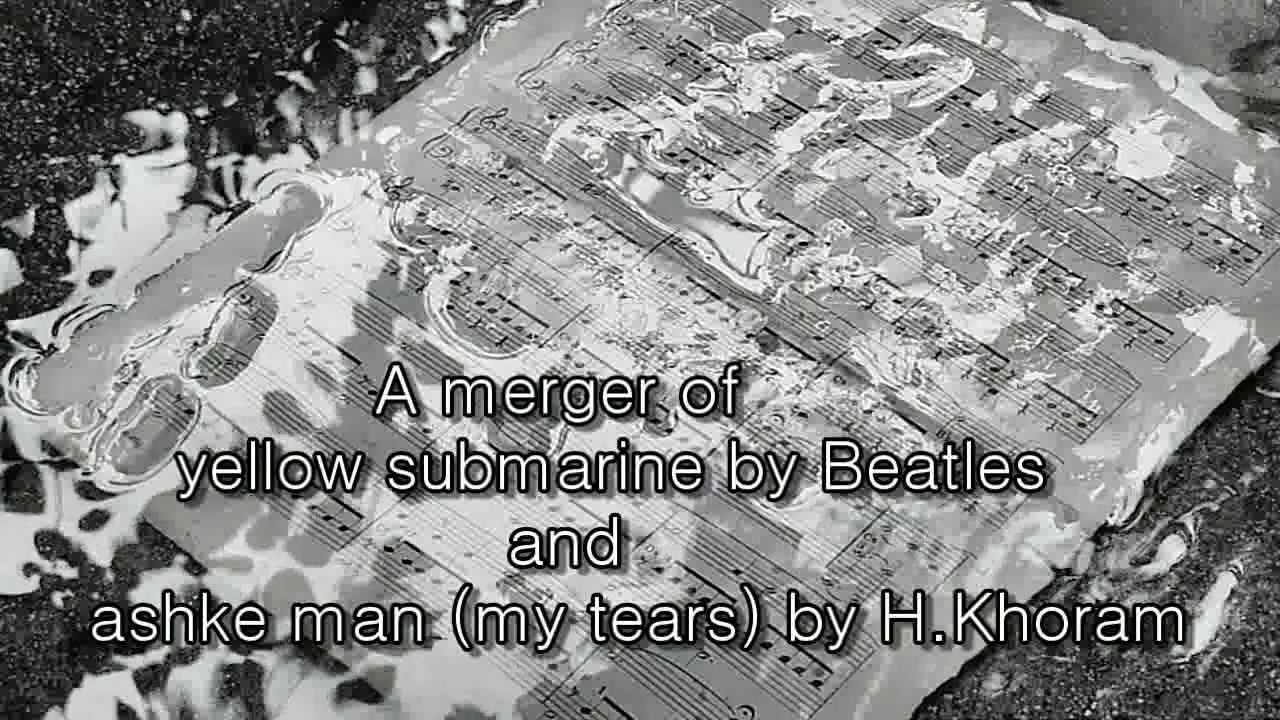 A merger of
yellow submarine by Beatles
and
ashke man (my tears) by H.Khoram